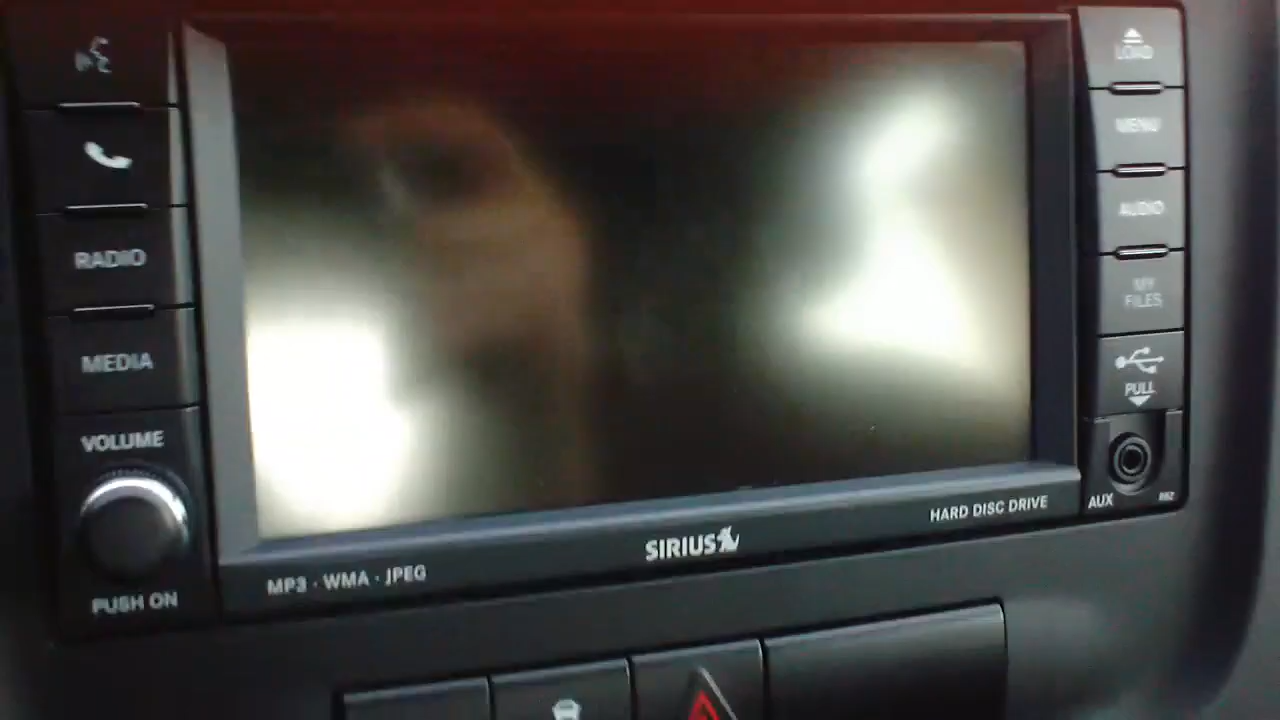 RADIO
MEDIA
VOLUME
PUSH ON
MP3 · WMA · JPEG
SIRIUS
HARD DISC DRIVE
LOAD
MENU
AUDIO
MY
FILES
PULL
AUX